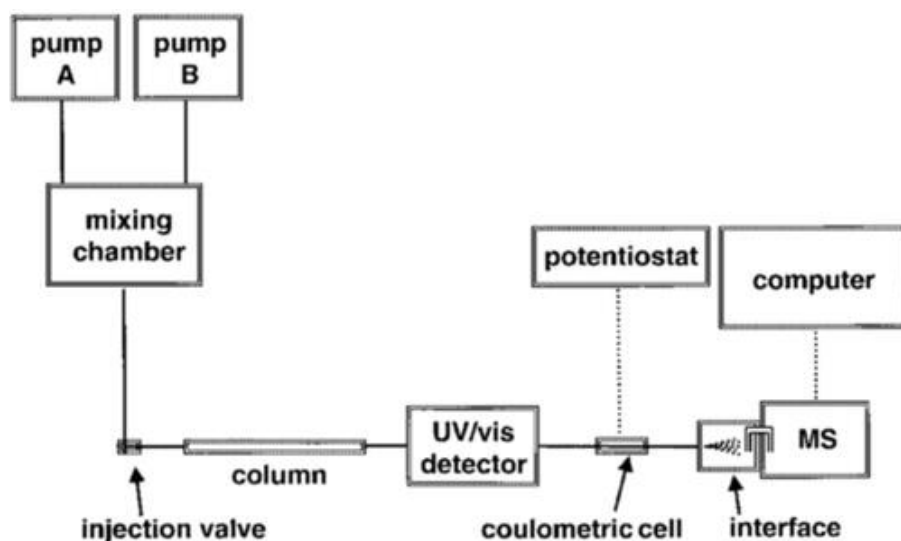 pump
A
pump
B
mixing
chamber
potentiostat
computer
UV/vis
detector
MS
column
injection valve
coulometric cell
interface